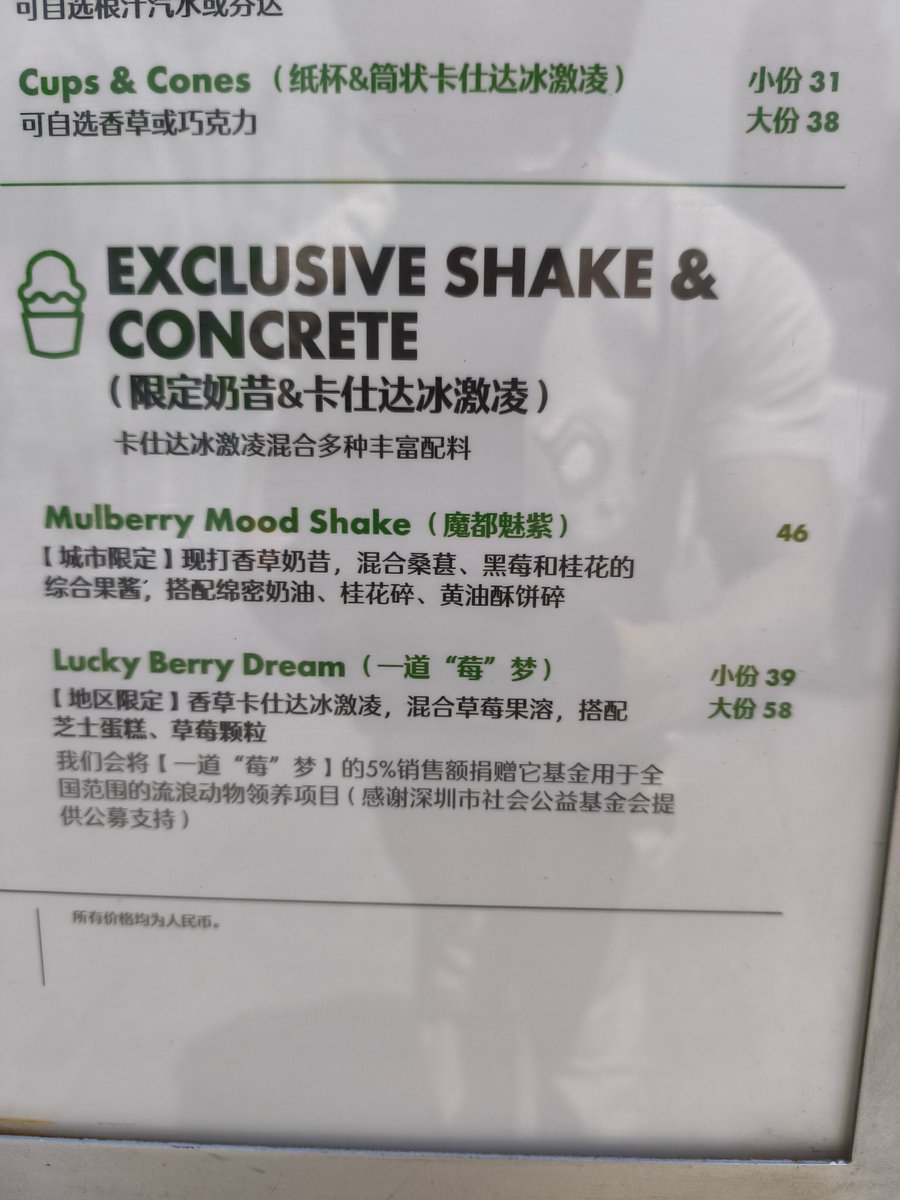 可自选根汁汽水或芬达
Cups & Cones（纸杯&筒状卡仕达冰激凌） 小份 31
可自选香草或巧克力 大份 38
EXCLUSIVE SHAKE &
CONCRETE
（限定奶昔&卡仕达冰激凌）
卡仕达冰激凌混合多种丰富配料
Mulberry Mood Shake（魔都魅紫） 46
【城市限定】现打香草奶昔，混合桑葚、黑莓和桂花的
综合果酱，搭配绵密奶油、桂花碎、黄油酥饼碎
Lucky Berry Dream（一道“莓”梦） 小份 39
【地区限定】香草卡仕达冰激凌，混合草莓果溶，搭配 大份 58
芝士蛋糕、草莓颗粒
我们会将【一道“莓”梦】的5%销售额捐赠它基金用于全
国范围的流浪动物领养项目（感谢深圳市社会公益基金会提
供公募支持）
所有价格均为人民币。